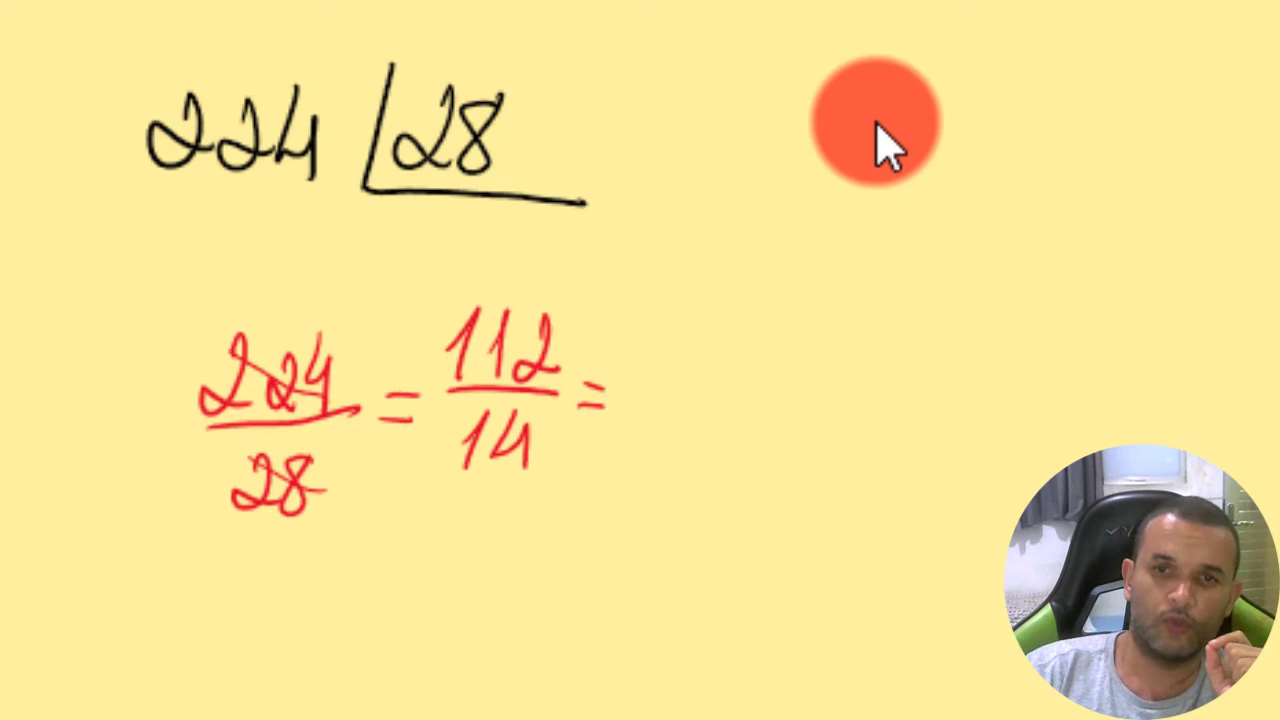 224 | 28
224/28 = 112/14 =